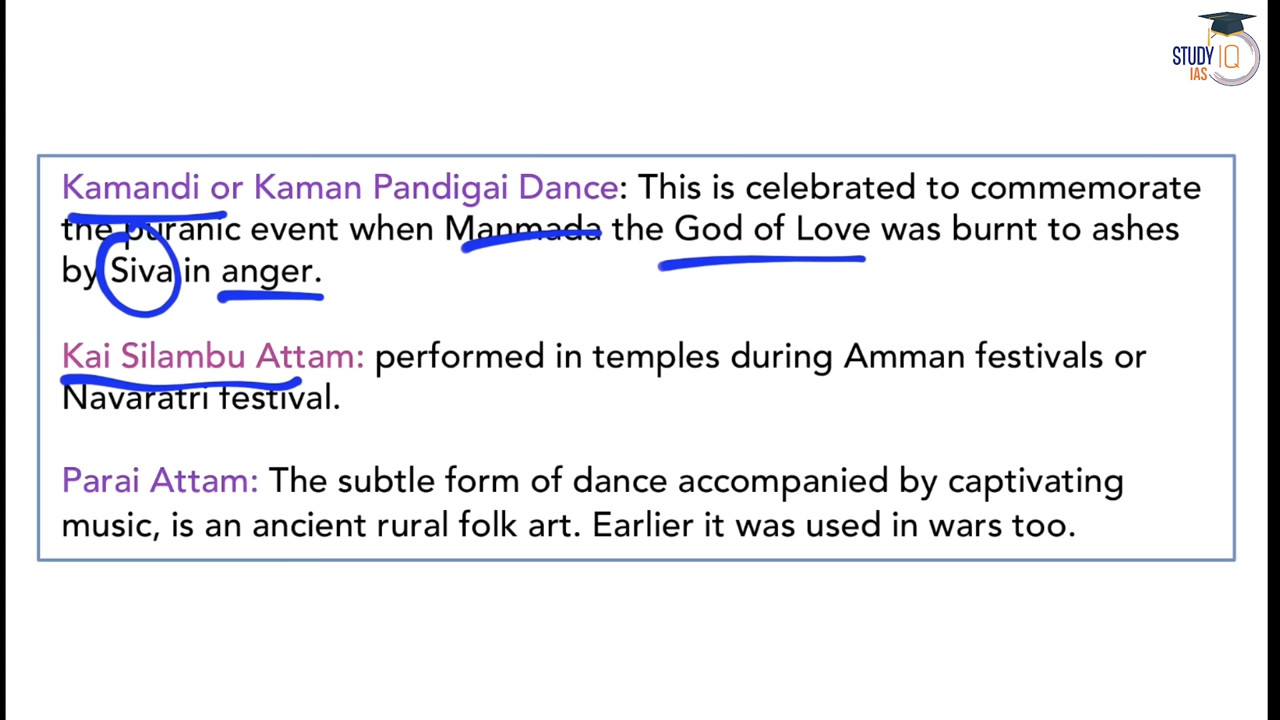 STUDY IQ
IAS
Kamandi or Kaman Pandigai Dance: This is celebrated to commemorate
the puranic event when Manmada the God of Love was burnt to ashes
by Siva in anger.
Kai Silambu Attam: performed in temples during Amman festivals or
Navaratri festival.
Parai Attam: The subtle form of dance accompanied by captivating
music, is an ancient rural folk art. Earlier it was used in wars too.